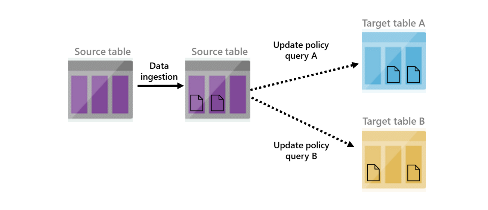 Source table
Data
ingestion
Source table
Update policy
query A
Target table A
Update policy
query B
Target table B